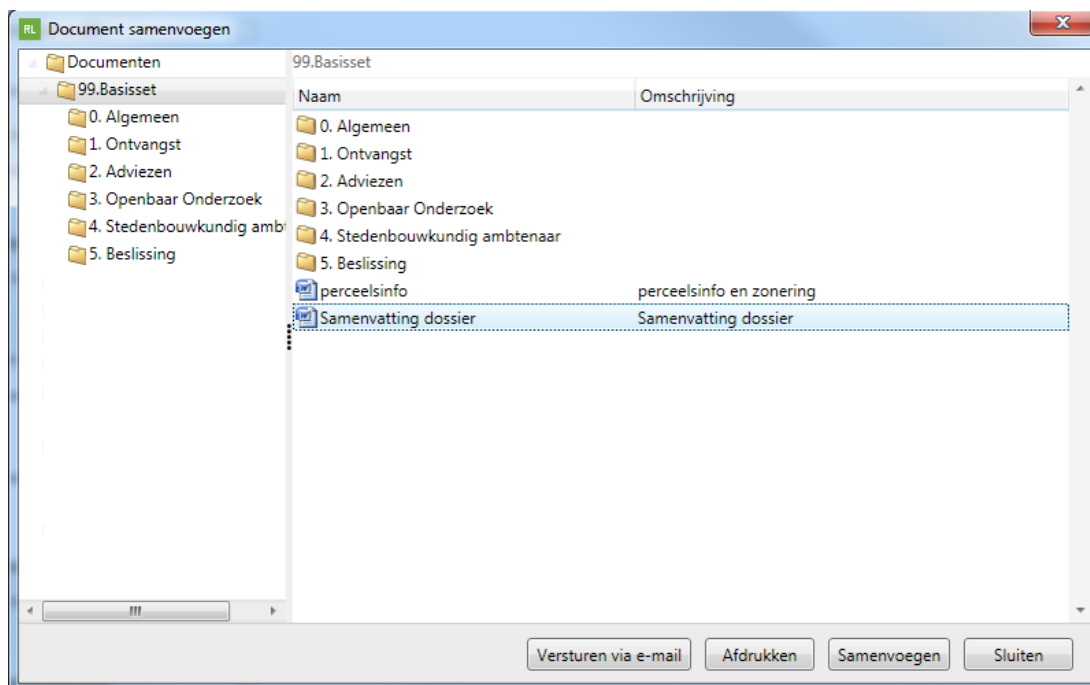 RL Document samenvoegen
Documenten
99.Basisset
0. Algemeen
1. Ontvangst
2. Adviezen
3. Openbaar Onderzoek
4. Stedenbouwkundig ambt
5. Beslissing
99.Basisset
Naam Omschrijving
0. Algemeen
1. Ontvangst
2. Adviezen
3. Openbaar Onderzoek
4. Stedenbouwkundig ambtenaar
5. Beslissing
perceelsinfo perceelsinfo en zonering
Samenvatting dossier Samenvatting dossier
Versturen via e-mail Afdrukken Samenvoegen Sluiten